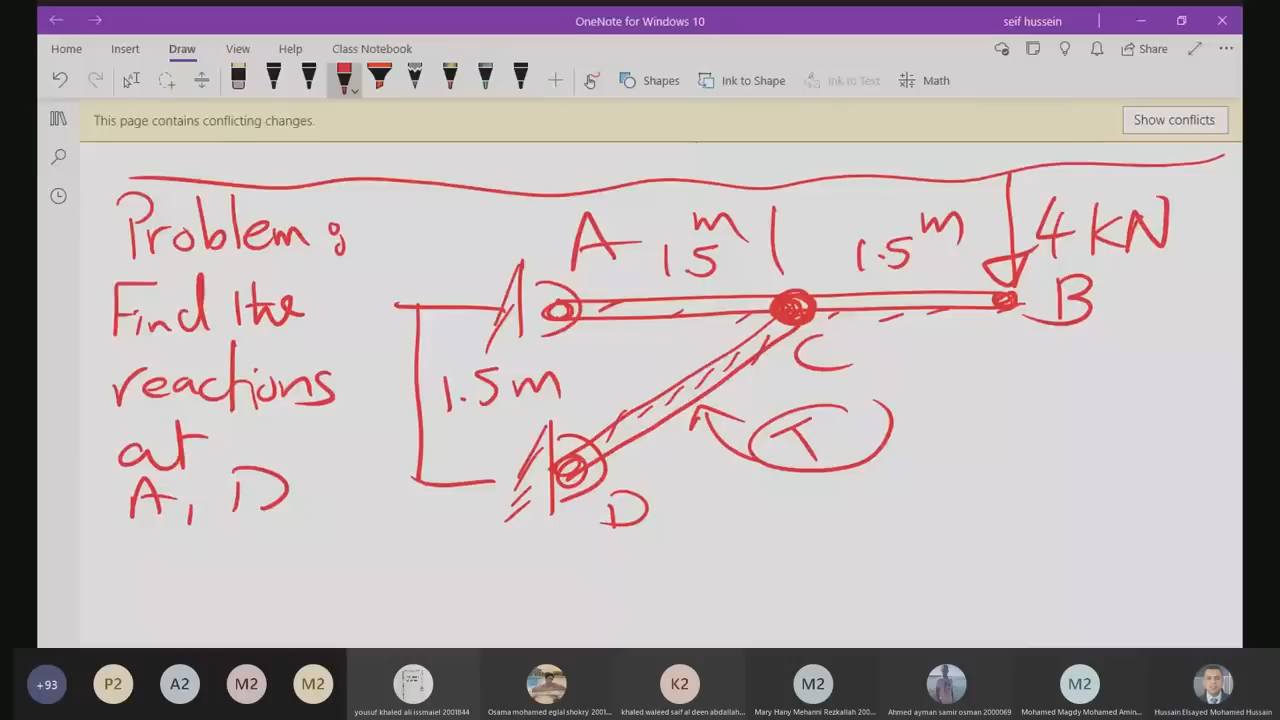 OneNote for Windows 10
seif hussein
Home Insert Draw View Help Class Notebook
Share
Shapes Ink to Shape Ink to Text Math
This page contains conflicting changes.
Show conflicts
Problem:
Find the
reactions
at
A, D
A 1.5 m 1.5 m 4 kN
B
C
1.5 m
T
D
+93 P2 A2 M2 M2 K2 M2 M2
yousuf khaled ali issmaiel 2001844
Osama mohamed eglal shokry 2001...
khaled waleed saif al deen abdallah...
Mary Hany Mehanni Rezkallah 200...
Ahmed ayman samir osman 2000069
Mohamed Magdy Mohamed Amin...
Hussain Elsayed Mohamed Hussain